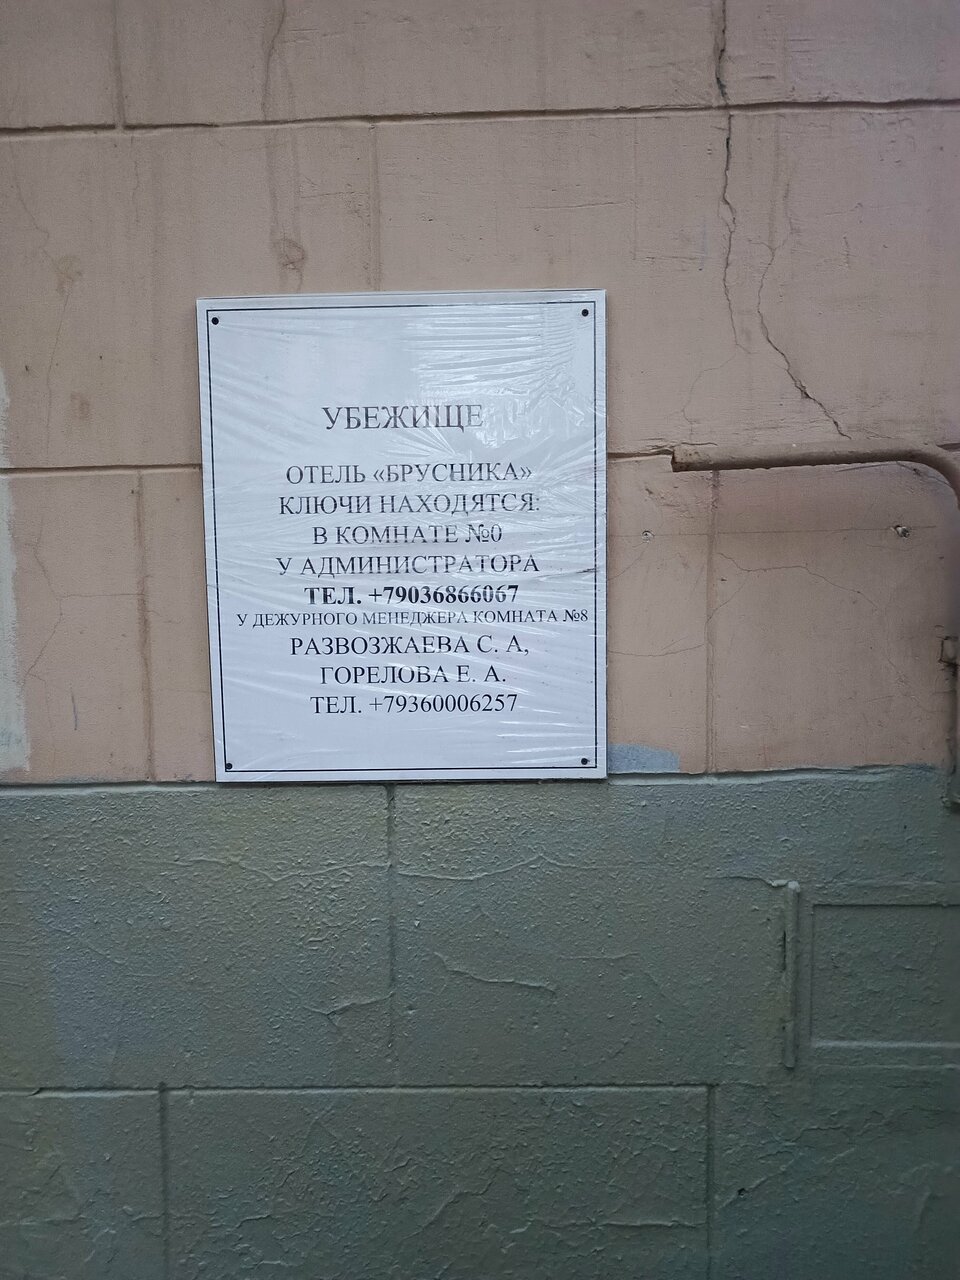 УБЕЖИЩЕ
ОТЕЛЬ «БРУСНИКА»
КЛЮЧИ НАХОДЯТСЯ:
В КОМНАТЕ №0
У АДМИНИСТРАТОРА
ТЕЛ. +79036866067
У ДЕЖУРНОГО МЕНЕДЖЕРА КОМНАТА №8
РАЗВОЗЖАЕВА С. А,
ГОРЕЛОВА Е. А.
ТЕЛ. +79360006257